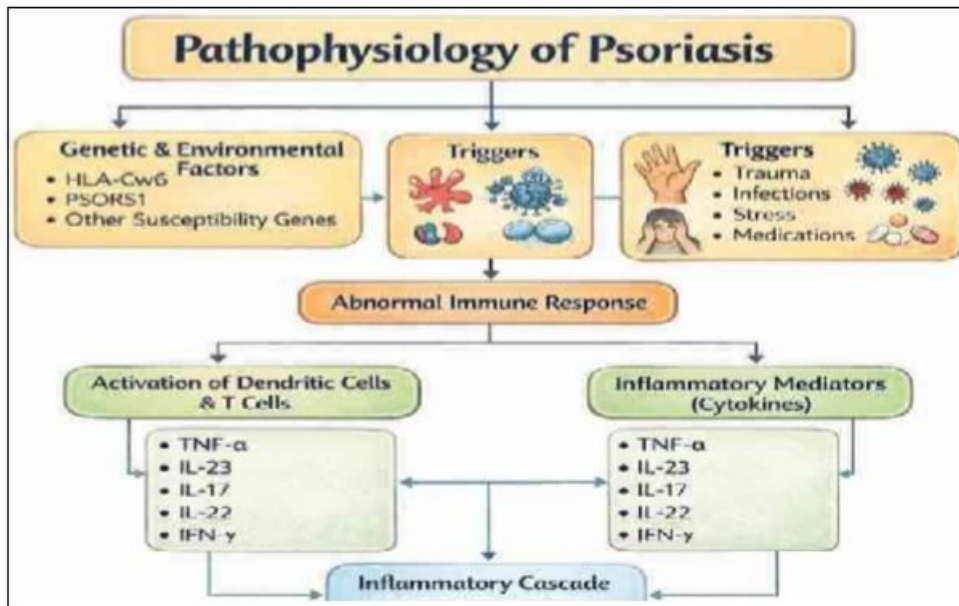 Pathophysiology of Psoriasis
Genetic & Environmental
Factors
• HLA-Cw6
• PSORS1
• Other Susceptibility Genes
Triggers
Triggers
• Trauma
• Infections
• Stress
• Medications
Abnormal Immune Response
Activation of Dendritic Cells
& T Cells
• TNF-α
• IL-23
• IL-17
• IL-22
• IFN-γ
Inflammatory Mediators
(Cytokines)
• TNF-α
• IL-23
• IL-17
• IL-22
• IFN-γ
Inflammatory Cascade